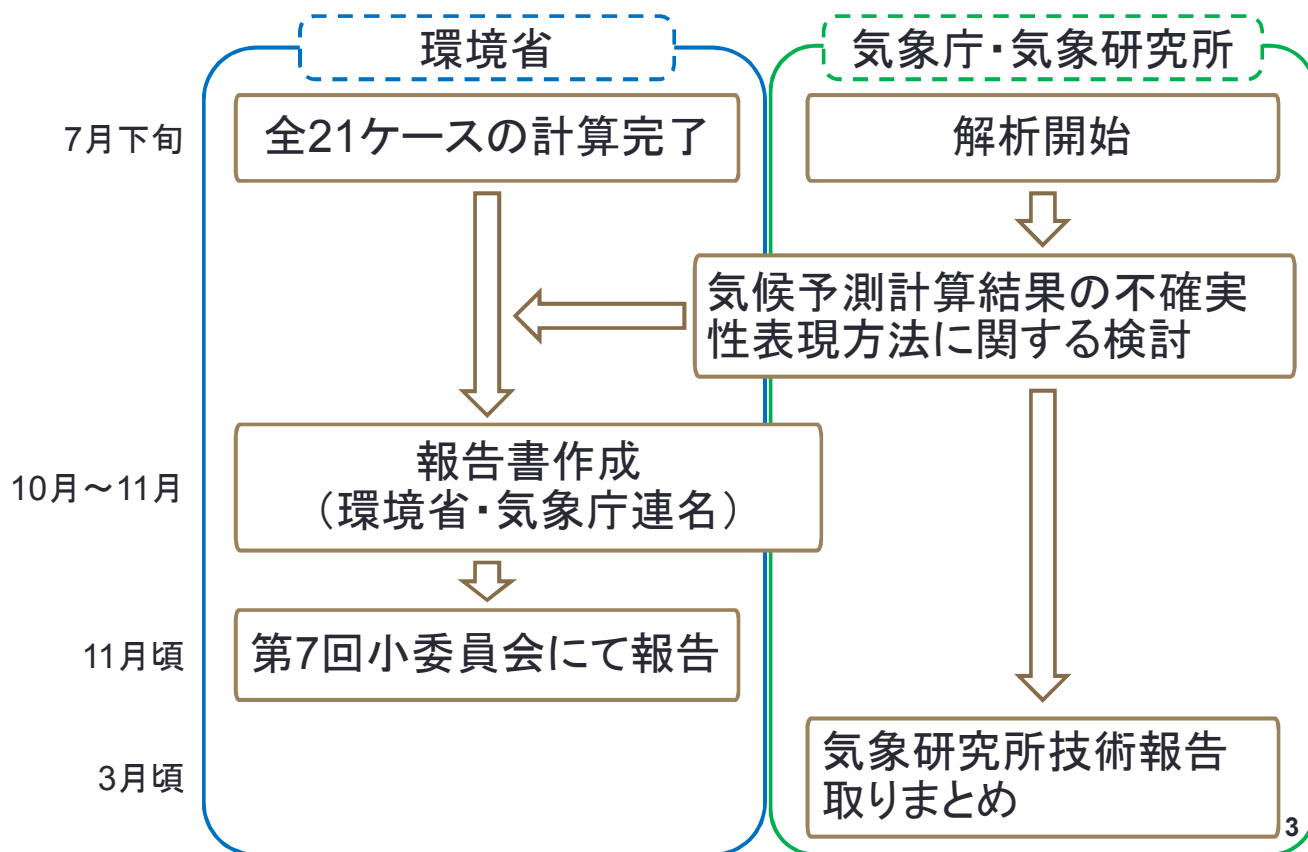 環境省
気象庁・気象研究所
7月下旬
全21ケースの計算完了
解析開始
気候予測計算結果の不確実
性表現方法に関する検討
10月～11月
報告書作成
（環境省・気象庁連名）
11月頃
第7回小委員会にて報告
3月頃
気象研究所技術報告
取りまとめ
3